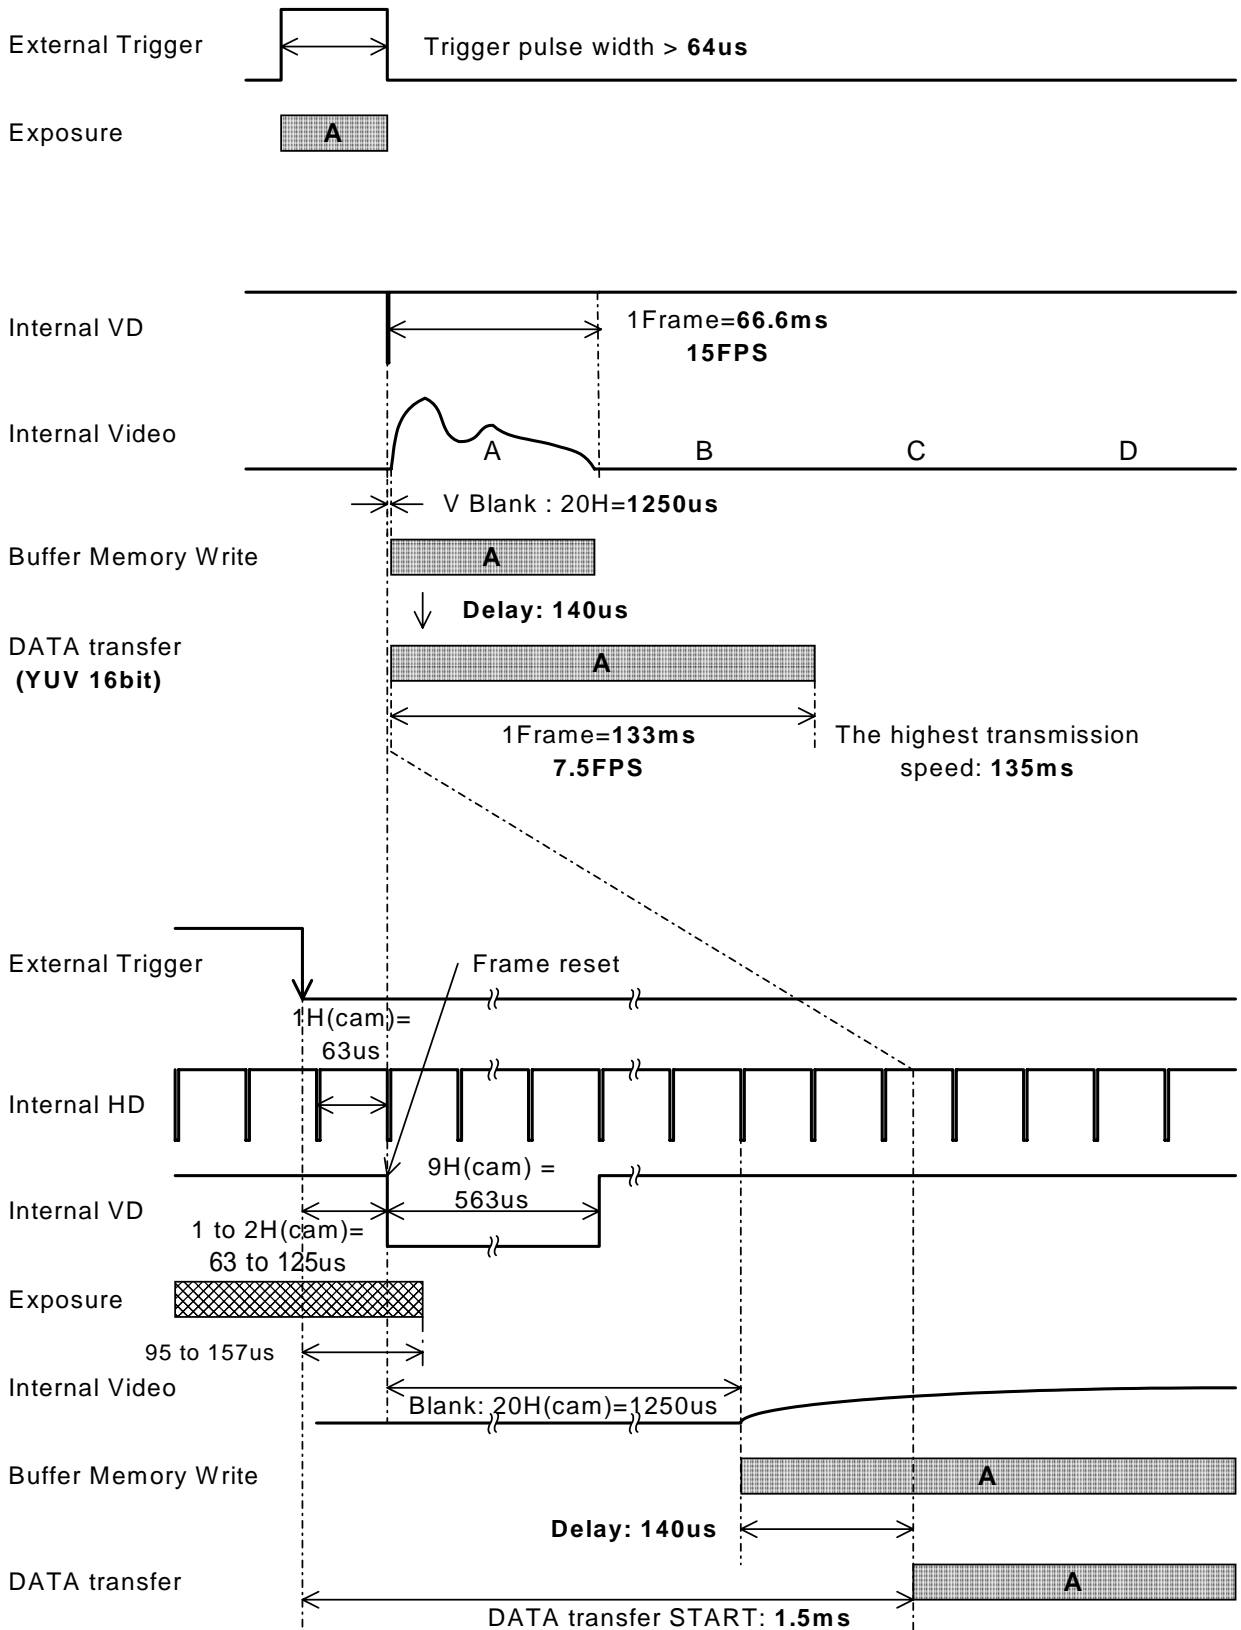 External Trigger
Trigger pulse width > 64us
Exposure
A
Internal VD
1Frame=66.6ms
15FPS
Internal Video
A
B
C
D
V Blank : 20H=1250us
Buffer Memory Write
A
Delay: 140us
DATA transfer
(YUV 16bit)
A
1Frame=133ms
7.5FPS
The highest transmission
speed: 135ms
External Trigger
Frame reset
1H(cam)=
63us
Internal HD
9H(cam) =
563us
Internal VD
1 to 2H(cam)=
63 to 125us
Exposure
95 to 157us
Internal Video
Blank: 20H(cam)=1250us
Buffer Memory Write
A
Delay: 140us
DATA transfer
A
DATA transfer START: 1.5ms